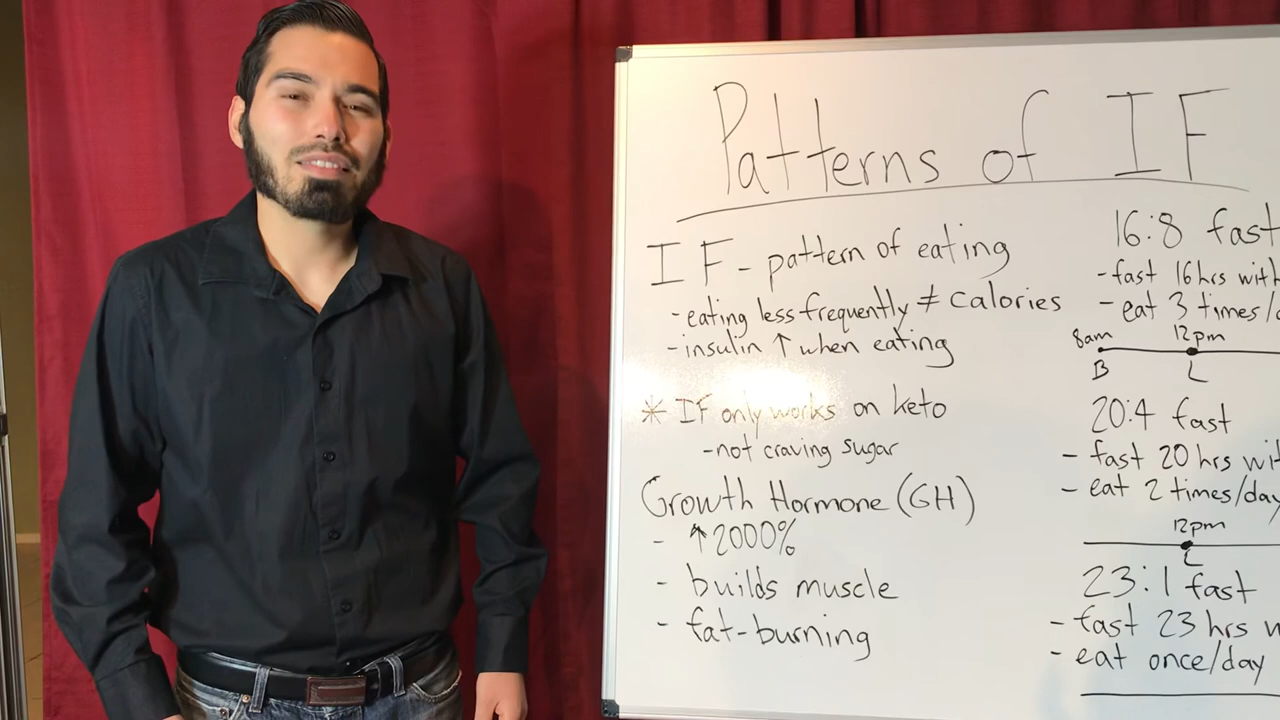 Patterns of IF
IF - pattern of eating
- eating less frequently ≠ calories
- insulin ↑ when eating
* IF only works on keto
- not craving sugar
Growth Hormone (GH)
- ↑ 2000%
- builds muscle
- fat-burning
16:8 fast
- fast 16hrs with
- eat 3 times/
8am 12pm
B L
20:4 fast
- fast 20 hrs
- eat 2 times/day
12pm
L
23:1 fast
- fast 23 hrs
- eat once/day